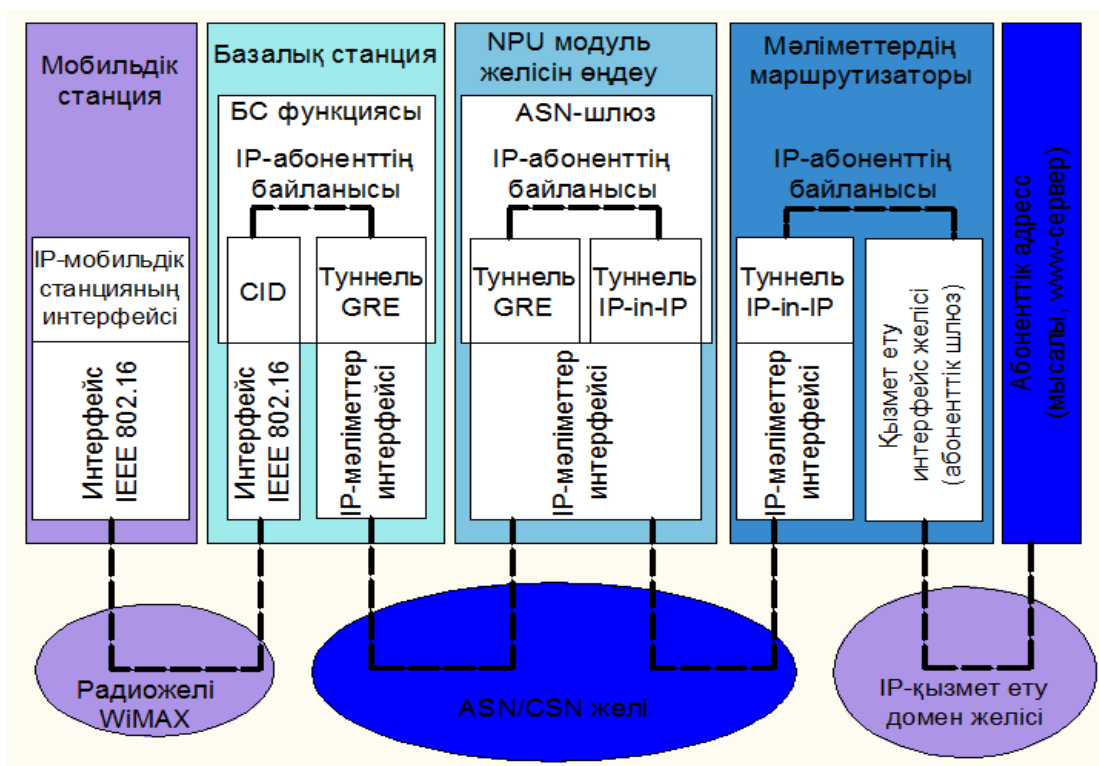 Мобильдік
станция
IP-мобильдік
станцияның
интерфейсі
Интерфейс
IEEE 802.16
Базалық станция
БС функциясы
IP-абоненттің
байланысы
CID
Туннель
GRE
Интерфейс
IEEE 802.16
IP-мәліметтер
интерфейсі
NPU модуль
желісін өңдеу
ASN-шлюз
IP-абоненттің
байланысы
Туннель
GRE
Туннель
IP-in-IP
IP-мәліметтер
интерфейсі
Мәліметтердің
маршрутизаторы
IP-абоненттің
байланысы
Туннель
IP-in-IP
IP-мәліметтер
интерфейсі
Қызмет ету
интерфейс желісі
(абоненттік шлюз)
Абоненттік адресс
(мысалы, www-сервер)
Радиожелі
WiMAX
ASN/CSN желі
IP-қызмет ету
домен желісі